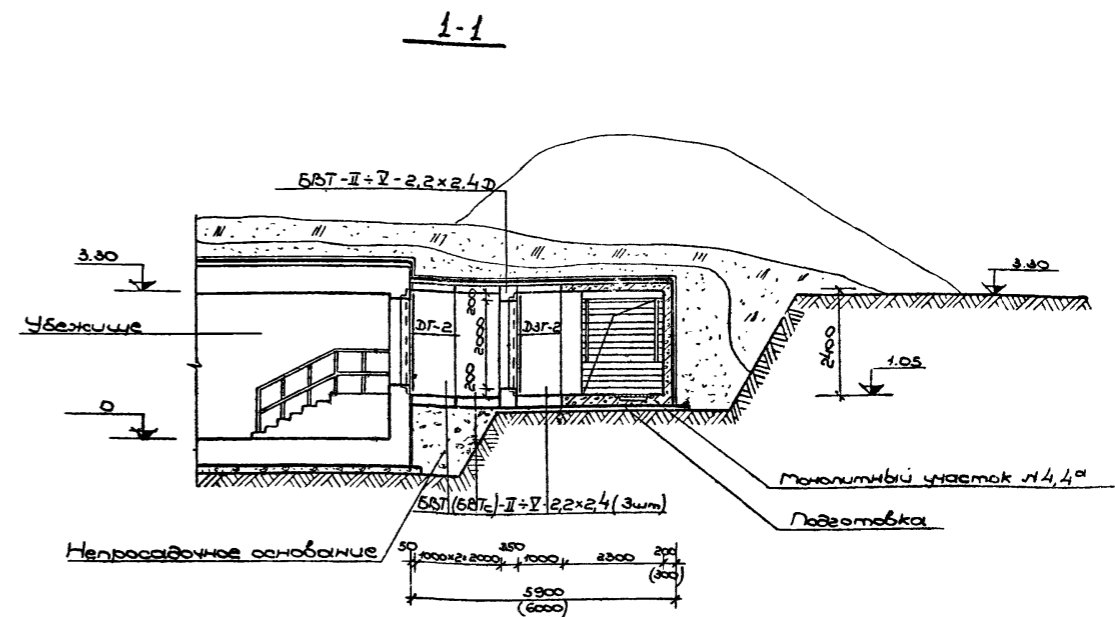 1-1
БВТ-II÷V-2,2×2,4Д
3.30
3.30
Убежище
ДГ-2
200
2000
200
ДЗГ-2
2400
1.05
0
Монолитный участок N4,4а
БВТ(БВТс)-II÷V-2,2×2,4(3шт)
Подготовка
Непросадочное основание
50
1000×2=2000
350
1000
2300
200
(300)
5900
(6000)